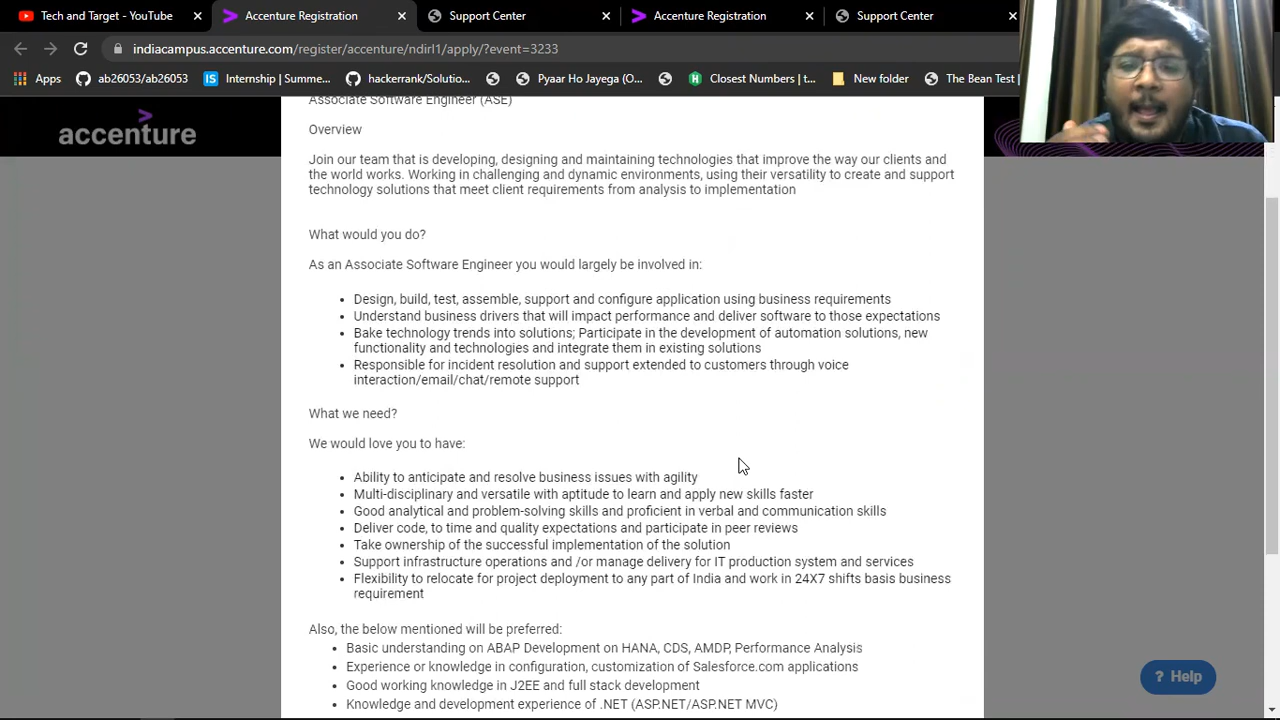 Tech and Target - YouTube
Accenture Registration
Support Center
Accenture Registration
Support Center
indiacampus.accenture.com/register/accenture/ndirl1/apply/?event=3233
Apps
ab26053/ab26053
Internship | Summe...
hackerrank/Solutio...
Pyaar Ho Jayega (O...
Closest Numbers | t...
New folder
The Bean Test |
Associate Software Engineer (ASE)
accenture
Overview
Join our team that is developing, designing and maintaining technologies that improve the way our clients and
the world works. Working in challenging and dynamic environments, using their versatility to create and support
technology solutions that meet client requirements from analysis to implementation
What would you do?
As an Associate Software Engineer you would largely be involved in:
• Design, build, test, assemble, support and configure application using business requirements
• Understand business drivers that will impact performance and deliver software to those expectations
• Bake technology trends into solutions; Participate in the development of automation solutions, new
functionality and technologies and integrate them in existing solutions
• Responsible for incident resolution and support extended to customers through voice
interaction/email/chat/remote support
What we need?
We would love you to have:
• Ability to anticipate and resolve business issues with agility
• Multi-disciplinary and versatile with aptitude to learn and apply new skills faster
• Good analytical and problem-solving skills and proficient in verbal and communication skills
• Deliver code, to time and quality expectations and participate in peer reviews
• Take ownership of the successful implementation of the solution
• Support infrastructure operations and /or manage delivery for IT production system and services
• Flexibility to relocate for project deployment to any part of India and work in 24X7 shifts basis business
requirement
Also, the below mentioned will be preferred:
• Basic understanding on ABAP Development on HANA, CDS, AMDP, Performance Analysis
• Experience or knowledge in configuration, customization of Salesforce.com applications
• Good working knowledge in J2EE and full stack development
• Knowledge and development experience of .NET (ASP.NET/ASP.NET MVC)
? Help